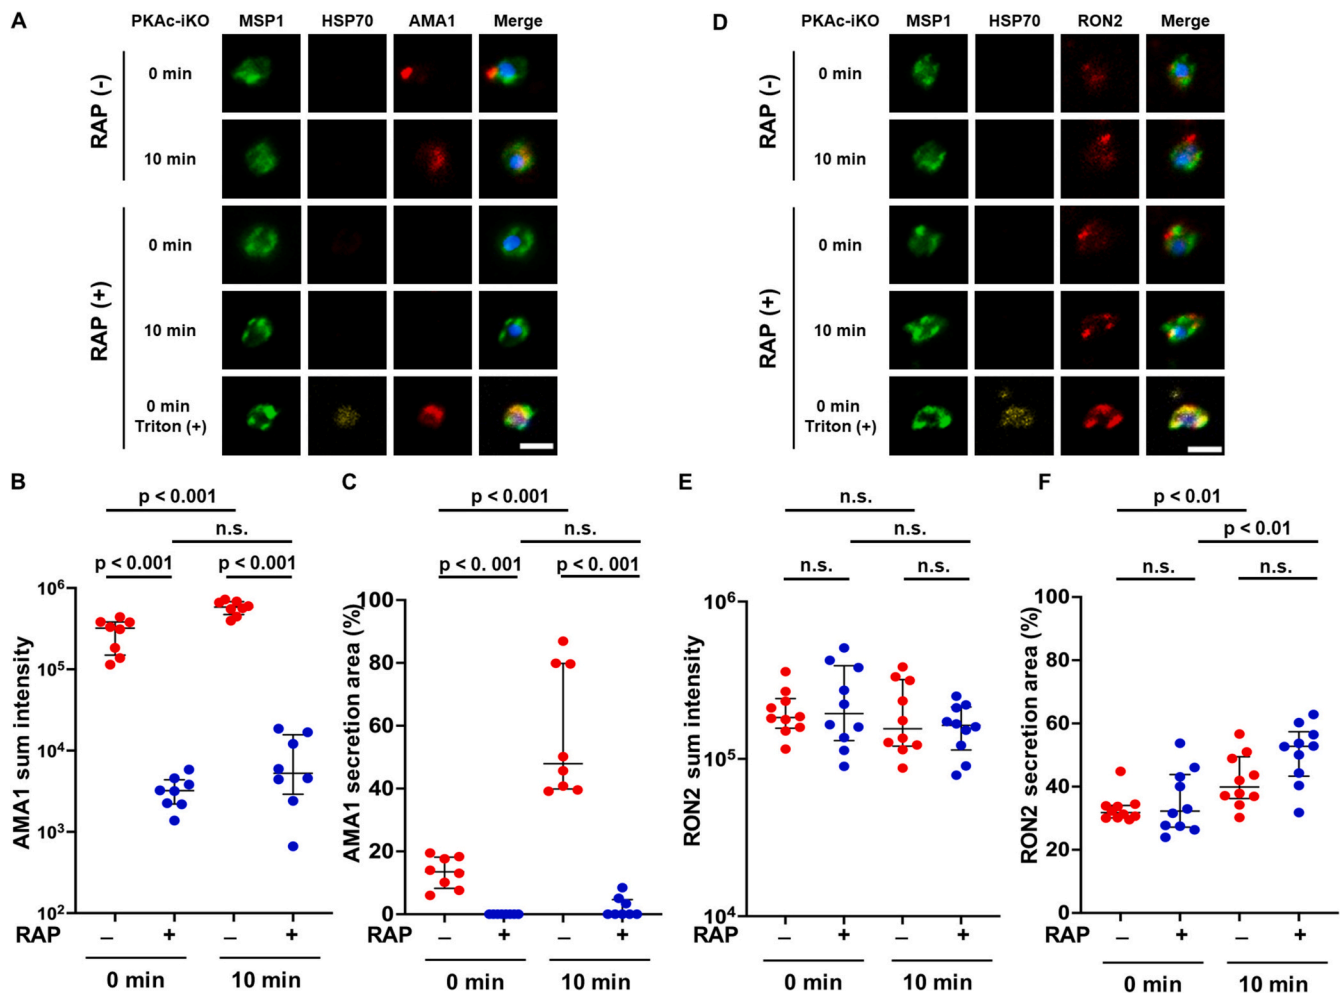 A
PKAc-iKO MSP1 HSP70 AMA1 Merge
RAP (-)
0 min
10 min
RAP (+)
0 min
10 min
0 min
Triton (+)
D
PKAc-iKO MSP1 HSP70 RON2 Merge
RAP (-)
0 min
10 min
RAP (+)
0 min
10 min
0 min
Triton (+)
B
p < 0.001
n.s.
p < 0.001 p < 0.001
AMA1 sum intensity
10^6
10^5
10^4
10^3
10^2
RAP – + – +
0 min 10 min
C
p < 0.001
n.s.
p < 0. 001 p < 0. 001
AMA1 secretion area (%)
100
80
60
40
20
0
RAP – + – +
0 min 10 min
E
n.s.
n.s.
n.s. n.s.
RON2 sum intensity
10^6
10^5
10^4
RAP – + – +
0 min 10 min
F
p < 0.01
p < 0.01
n.s. n.s.
RON2 secretion area (%)
100
80
60
40
20
0
RAP – + – +
0 min 10 min